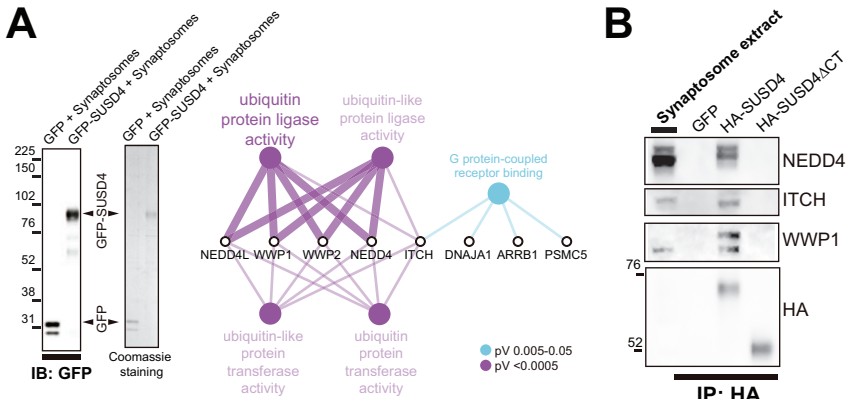 A
GFP + Synaptosomes
GFP-SUSD4 + Synaptosomes
GFP + Synaptosomes
GFP-SUSD4 + Synaptosomes
225
150
102
76
52
38
31
GFP-SUSD4
GFP
IB: GFP
Coomassie
staining
ubiquitin
protein ligase
activity
ubiquitin-like
protein ligase
activity
G protein-coupled
receptor binding
NEDD4L WWP1 WWP2 NEDD4 ITCH DNAJA1 ARRB1 PSMC5
ubiquitin-like
protein
transferase
activity
ubiquitin
protein
transferase
activity
pV 0.005-0.05
pV <0.0005
B
Synaptosome extract
GFP
HA-SUSD4
HA-SUSD4ΔCT
NEDD4
ITCH
WWP1
76
HA
52
IP: HA